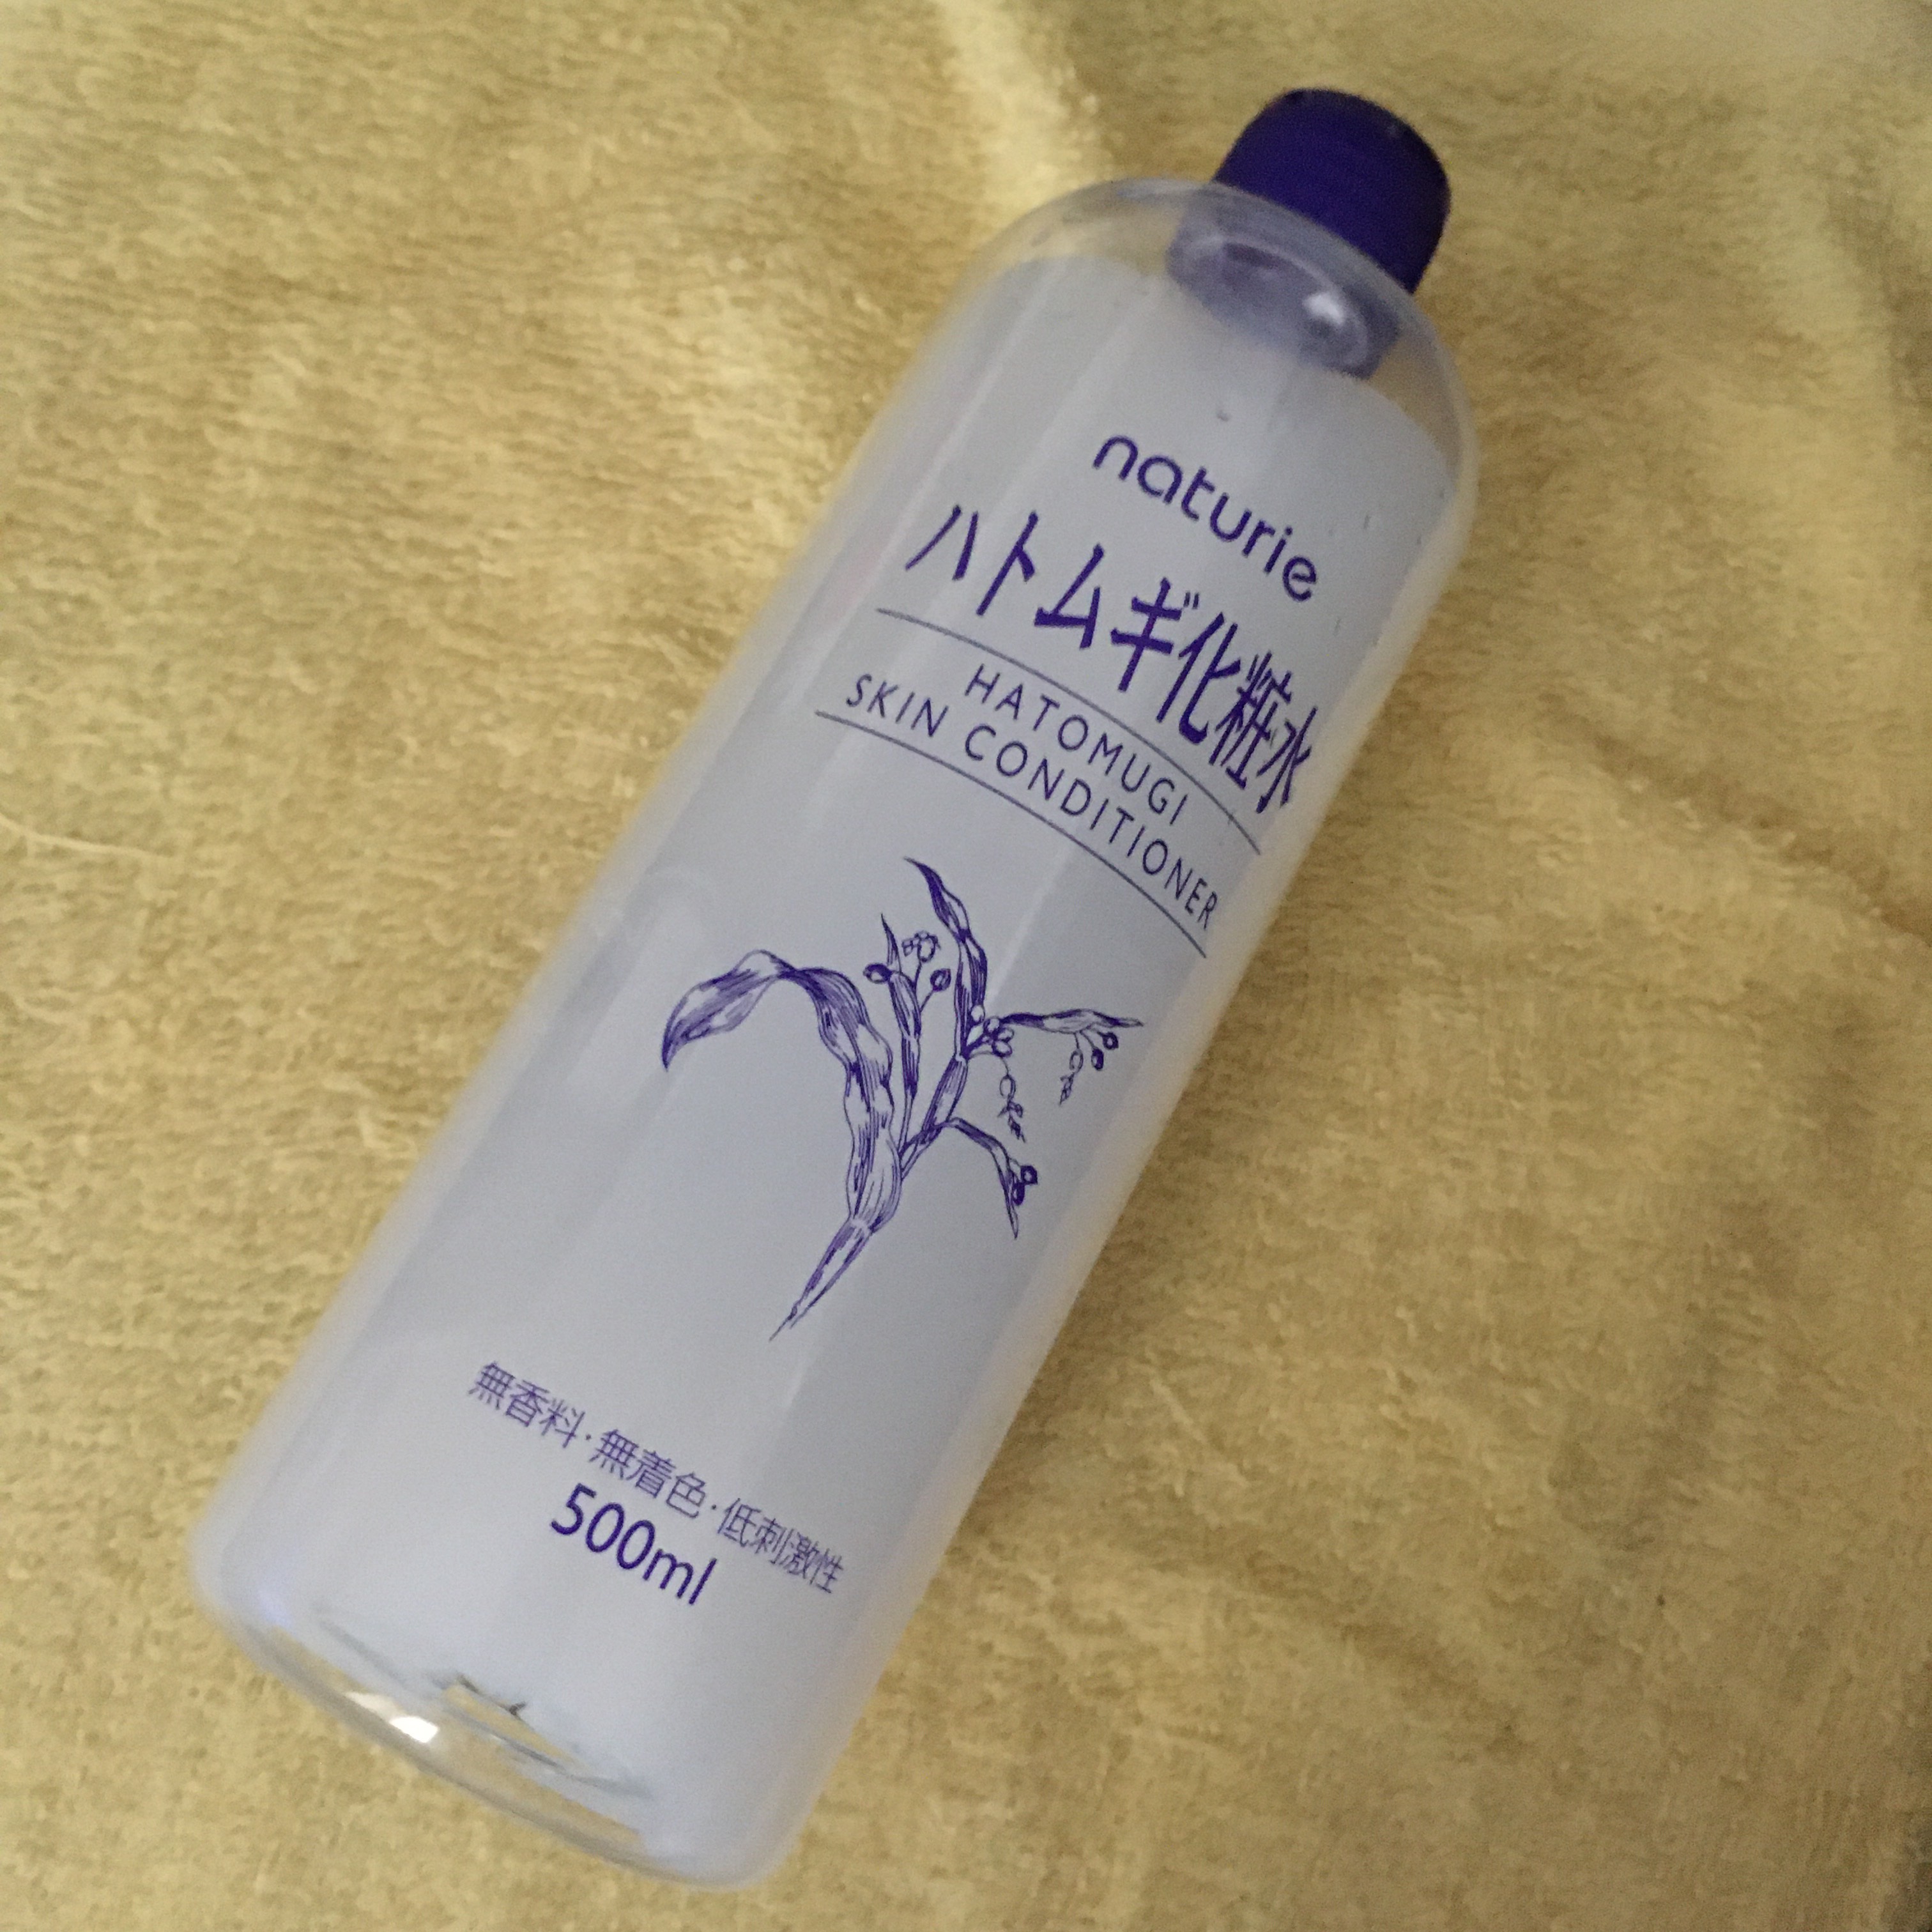 naturie
ハトムギ化粧水
HATOMUGI
SKIN CONDITIONER
無香料·無着色·低刺激性
500ml